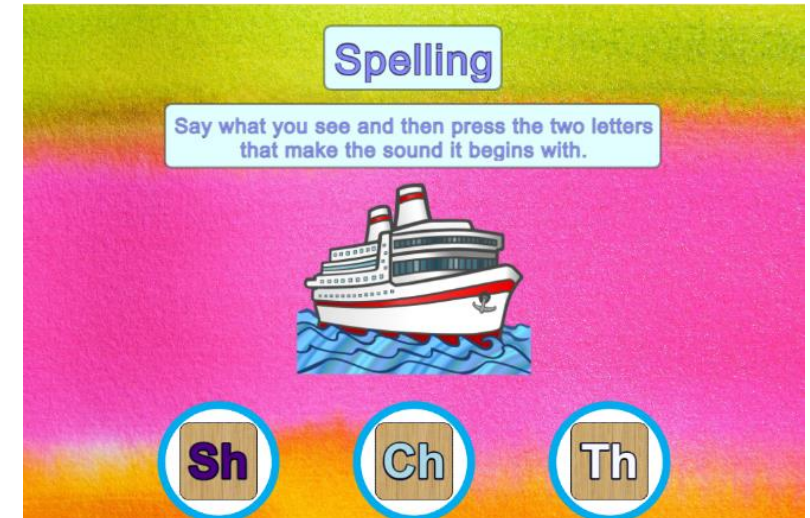 Spelling
Say what you see and then press the two letters
that make the sound it begins with.
Sh Ch Th